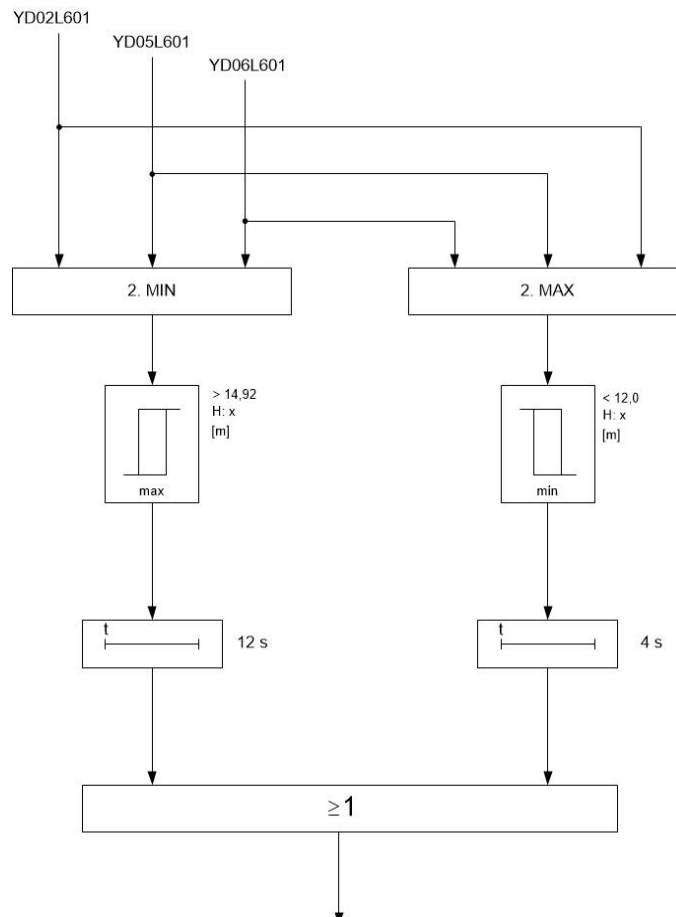 YD02L601
YD05L601
YD06L601
2. MIN
2. MAX
> 14,92
H: x
[m]
max
< 12,0
H: x
[m]
min
t
12 s
t
4 s
≥1